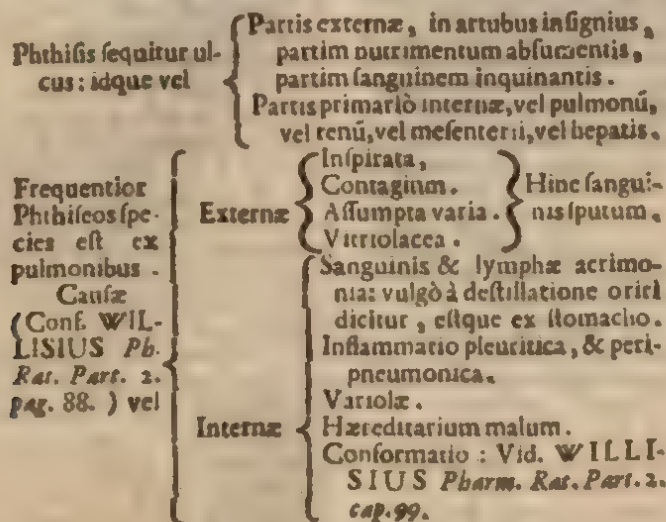 Phthiſis ſequitur ul-
cus: idque vel
Partis externæ, in artubus inſignius,
partim nutrimentum abſumentis,
partim ſanguinem inquinantis.
Partis primariò internæ, vel pulmonũ,
vel renũ, vel meſenterii, vel hepatis.
Frequentior
Phthiſeos ſpe-
cies eſt ex
pulmonibus.
Cauſæ
(Conf. WIL-
LISIUS Ph.
Rat. Part. 2.
pag. 88.) vel
Externæ
Inſpirata,
Contagium.
Aſſumpta varia.
Vitriolacea.
Hinc ſangui-
nis ſputum.
Internæ
Sanguinis & lymphæ acrimo-
nia: vulgò à deſtillatione oriri
dicitur, eſtque ex ſtomacho.
Inflammatio pleuritica, & peri-
pneumonica.
Variolæ.
Hæreditarium malum.
Conformatio: Vid. WILLI-
SIUS Pharm. Rat. Part. 2.
cap. 99.